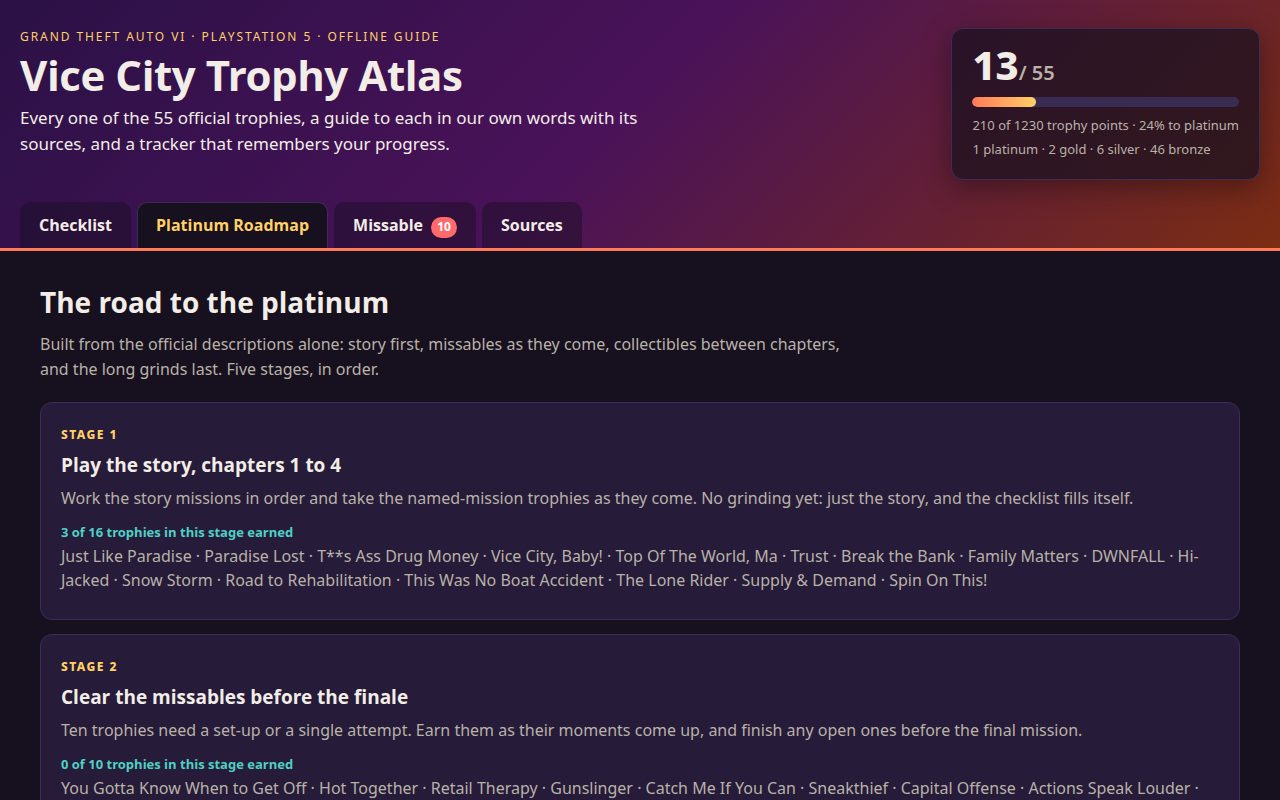 GRAND THEFT AUTO VI · PLAYSTATION 5 · OFFLINE GUIDE
Vice City Trophy Atlas
Every one of the 55 official trophies, a guide to each in our own words with its
sources, and a tracker that remembers your progress.
13/ 55
210 of 1230 trophy points · 24% to platinum
1 platinum · 2 gold · 6 silver · 46 bronze
Checklist
Platinum Roadmap
Missable 10
Sources
The road to the platinum
Built from the official descriptions alone: story first, missables as they come, collectibles between chapters,
and the long grinds last. Five stages, in order.
STAGE 1
Play the story, chapters 1 to 4
Work the story missions in order and take the named-mission trophies as they come. No grinding yet: just the story, and the checklist fills itself.
3 of 16 trophies in this stage earned
Just Like Paradise · Paradise Lost · T**s Ass Drug Money · Vice City, Baby! · Top Of The World, Ma · Trust · Break the Bank · Family Matters · DWNFALL · Hi-
Jacked · Snow Storm · Road to Rehabilitation · This Was No Boat Accident · The Lone Rider · Supply & Demand · Spin On This!
STAGE 2
Clear the missables before the finale
Ten trophies need a set-up or a single attempt. Earn them as their moments come up, and finish any open ones before the final mission.
0 of 10 trophies in this stage earned
You Gotta Know When to Get Off · Hot Together · Retail Therapy · Gunslinger · Catch Me If You Can · Sneakthief · Capital Offense · Actions Speak Louder ·